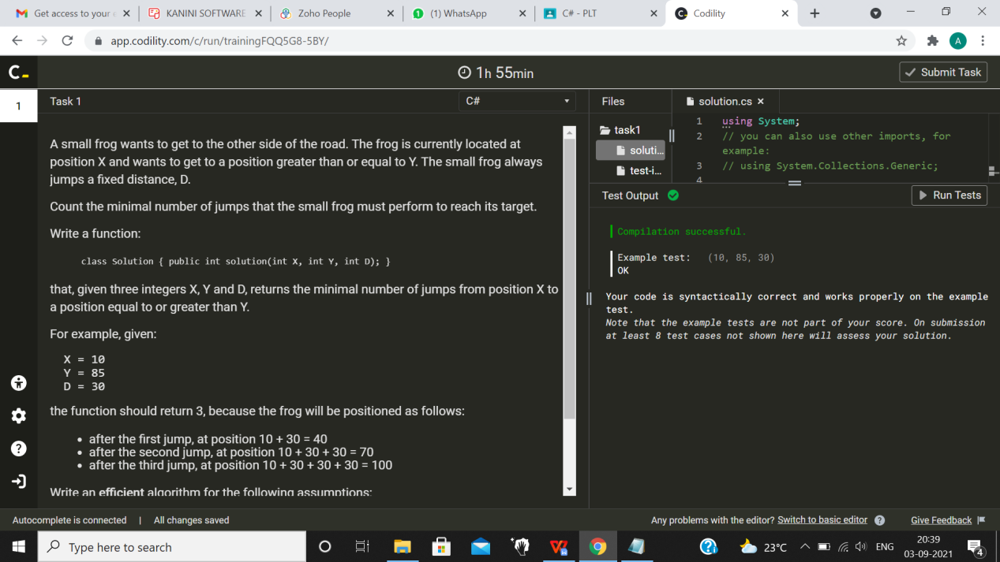 Get access to your e
KANINI SOFTWARE
Zoho People
1
(1) WhatsApp
C# - PLT
C
Codility
app.codility.com/c/run/trainingFQQ5G8-5BY/
A
C
1h 55min
Submit Task
1
Task 1
C#
Files
solution.cs
task1
soluti...
test-i...
1 using System;
2 // you can also use other imports, for
example:
3 // using System.Collections.Generic;
4
A small frog wants to get to the other side of the road. The frog is currently located at
position X and wants to get to a position greater than or equal to Y. The small frog always
jumps a fixed distance, D.
Count the minimal number of jumps that the small frog must perform to reach its target.
Write a function:
class Solution { public int solution(int X, int Y, int D); }
that, given three integers X, Y and D, returns the minimal number of jumps from position X to
a position equal to or greater than Y.
For example, given:
X = 10
Y = 85
D = 30
the function should return 3, because the frog will be positioned as follows:
• after the first jump, at position 10 + 30 = 40
• after the second jump, at position 10 + 30 + 30 = 70
• after the third jump, at position 10 + 30 + 30 + 30 = 100
Write an efficient algorithm for the following assumptions:
Test Output
Run Tests
Compilation successful.
Example test: (10, 85, 30)
OK
Your code is syntactically correct and works properly on the example
test.
Note that the example tests are not part of your score. On submission
at least 8 test cases not shown here will assess your solution.
Autocomplete is connected | All changes saved
Any problems with the editor? Switch to basic editor ?
Give Feedback
Type here to search
23°C
ENG
20:39
03-09-2021
4